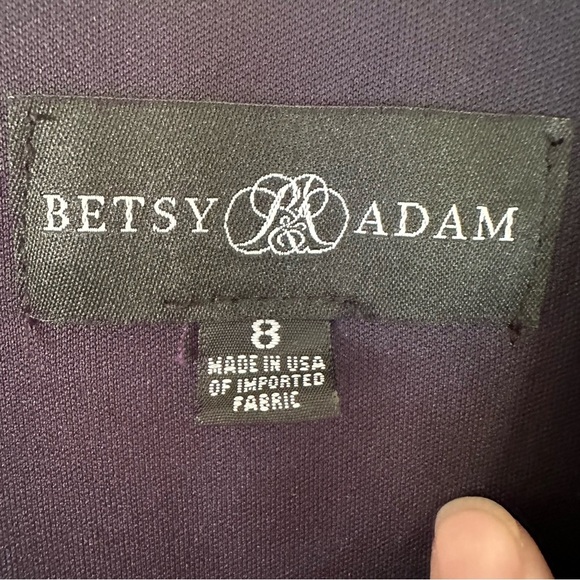 BETSY B&A ADAM
8
MADE IN USA
OF IMPORTED
FABRIC